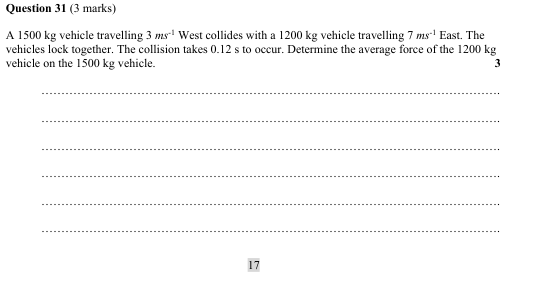 Question 31 (3 marks)
A 1500 kg vehicle travelling 3 ms⁻¹ West collides with a 1200 kg vehicle travelling 7 ms⁻¹ East. The
vehicles lock together. The collision takes 0.12 s to occur. Determine the average force of the 1200 kg
vehicle on the 1500 kg vehicle. 3
17